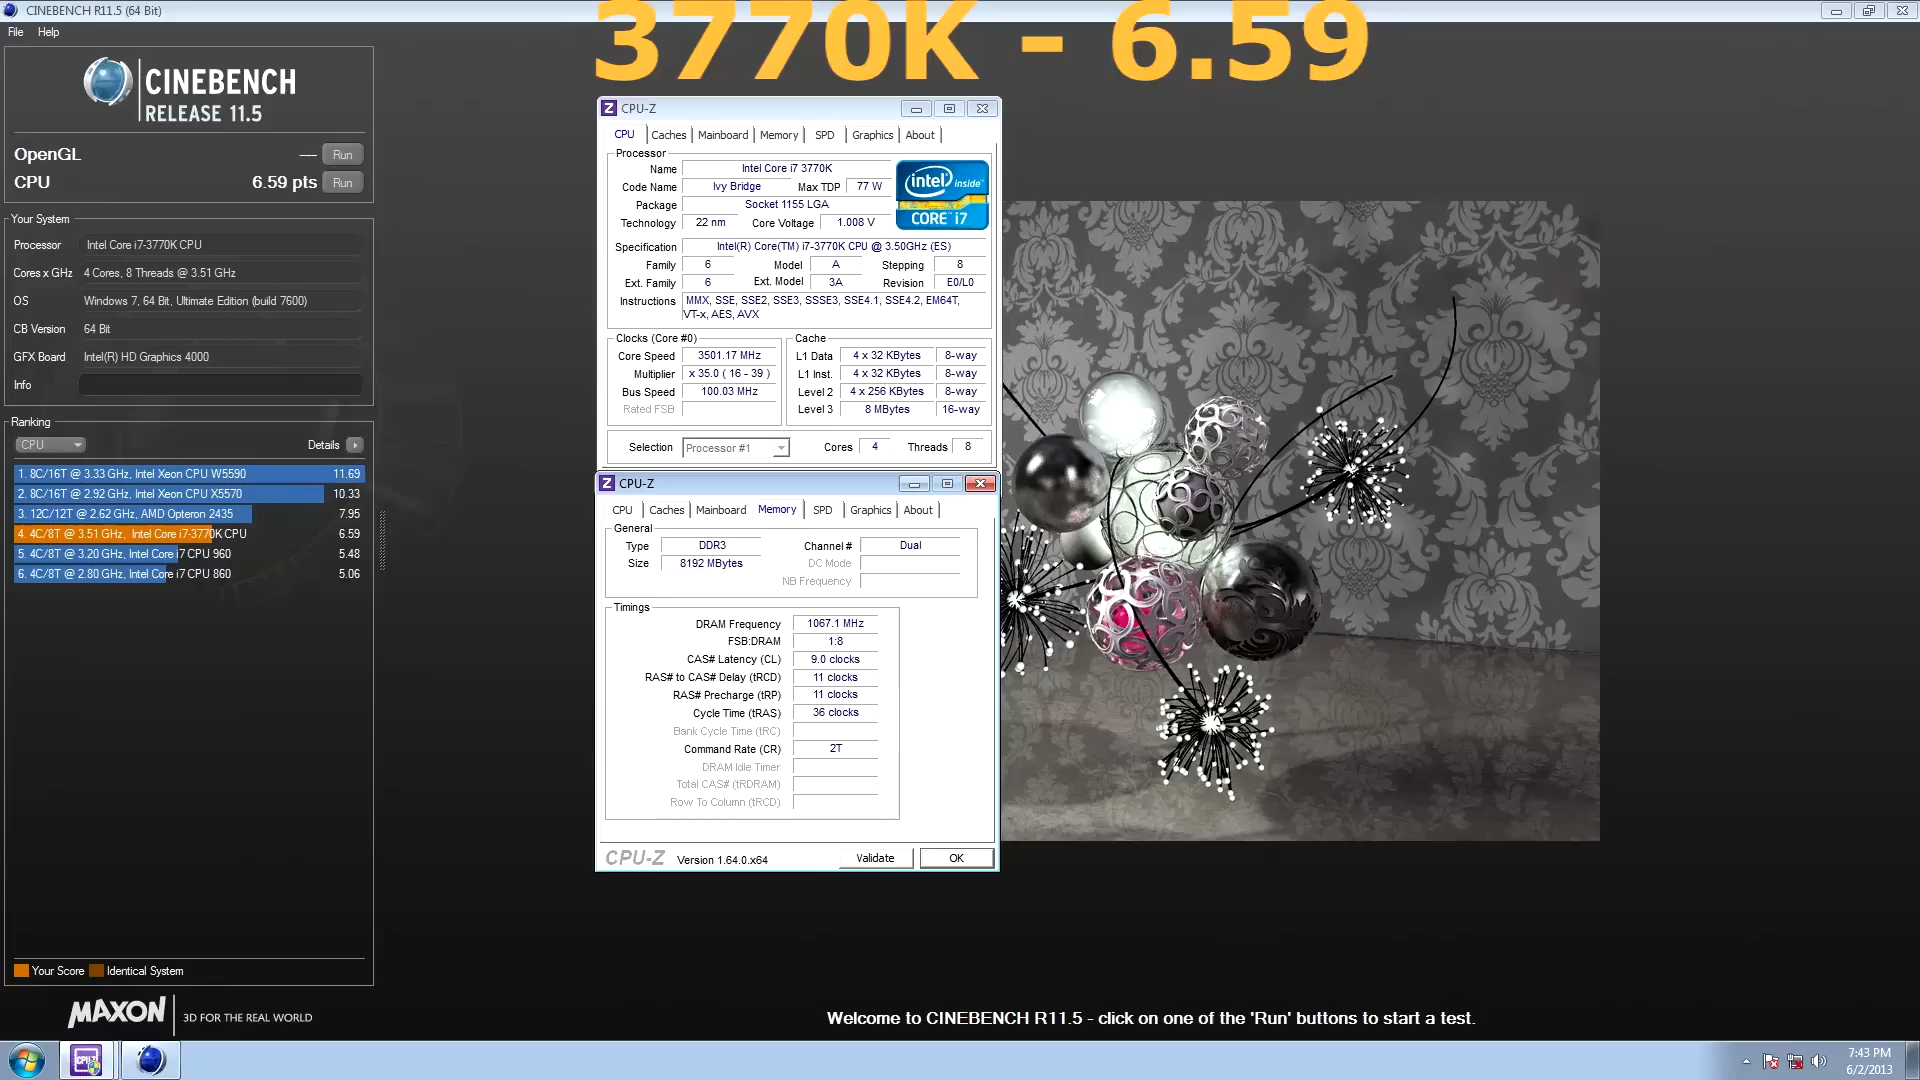 CINEBENCH R11.5 (64 Bit)
3770K - 6.59
File Help
CINEBENCH
RELEASE 11.5
OpenGL --- Run
CPU 6.59 pts Run
Your System
Processor Intel Core i7-3770K CPU
Cores x GHz 4 Cores, 8 Threads @ 3.51 GHz
OS Windows 7, 64 Bit, Ultimate Edition (build 7600)
CB Version 64 Bit
GFX Board Intel(R) HD Graphics 4000
Info
Ranking
CPU Details
1. 8C/16T @ 3.33 GHz, Intel Xeon CPU W5590 11.69
2. 8C/16T @ 2.92 GHz, Intel Xeon CPU X5570 10.33
3. 12C/12T @ 2.62 GHz, AMD Opteron 2435 7.95
4. 4C/8T @ 3.51 GHz, Intel Core i7-3770K CPU 6.59
5. 4C/8T @ 3.20 GHz, Intel Core i7 CPU 960 5.48
6. 4C/8T @ 2.80 GHz, Intel Core i7 CPU 860 5.06
Your Score Identical System
MAXON 3D FOR THE REAL WORLD
CPU-Z
CPU Caches Mainboard Memory SPD Graphics About
Processor
Name Intel Core i7 3770K
Code Name Ivy Bridge Max TDP 77 W
Package Socket 1155 LGA
Technology 22 nm Core Voltage 1.008 V
intel inside
CORE i7
Specification Intel(R) Core(TM) i7-3770K CPU @ 3.50GHz (ES)
Family 6 Model A Stepping 8
Ext. Family 6 Ext. Model 3A Revision E0/L0
Instructions MMX, SSE, SSE2, SSE3, SSSE3, SSE4.1, SSE4.2, EM64T,
VT-x, AES, AVX
Clocks (Core #0)
Core Speed 3501.17 MHz
Multiplier x 35.0 ( 16 - 39 )
Bus Speed 100.03 MHz
Rated FSB
Cache
L1 Data 4 x 32 KBytes 8-way
L1 Inst. 4 x 32 KBytes 8-way
Level 2 4 x 256 KBytes 8-way
Level 3 8 MBytes 16-way
Selection Processor #1 Cores 4 Threads 8
CPU-Z
CPU Caches Mainboard Memory SPD Graphics About
General
Type DDR3 Channel # Dual
Size 8192 MBytes DC Mode
NB Frequency
Timings
DRAM Frequency 1067.1 MHz
FSB:DRAM 1:8
CAS# Latency (CL) 9.0 clocks
RAS# to CAS# Delay (tRCD) 11 clocks
RAS# Precharge (tRP) 11 clocks
Cycle Time (tRAS) 36 clocks
Bank Cycle Time (tRC)
Command Rate (CR) 2T
DRAM Idle Timer
Total CAS# (tRDRAM)
Row To Column (tRCD)
CPU-Z Version 1.64.0.x64 Validate OK
Welcome to CINEBENCH R11.5 - click on one of the 'Run' buttons to start a test.
CPU-Z
7:43 PM
6/2/2013